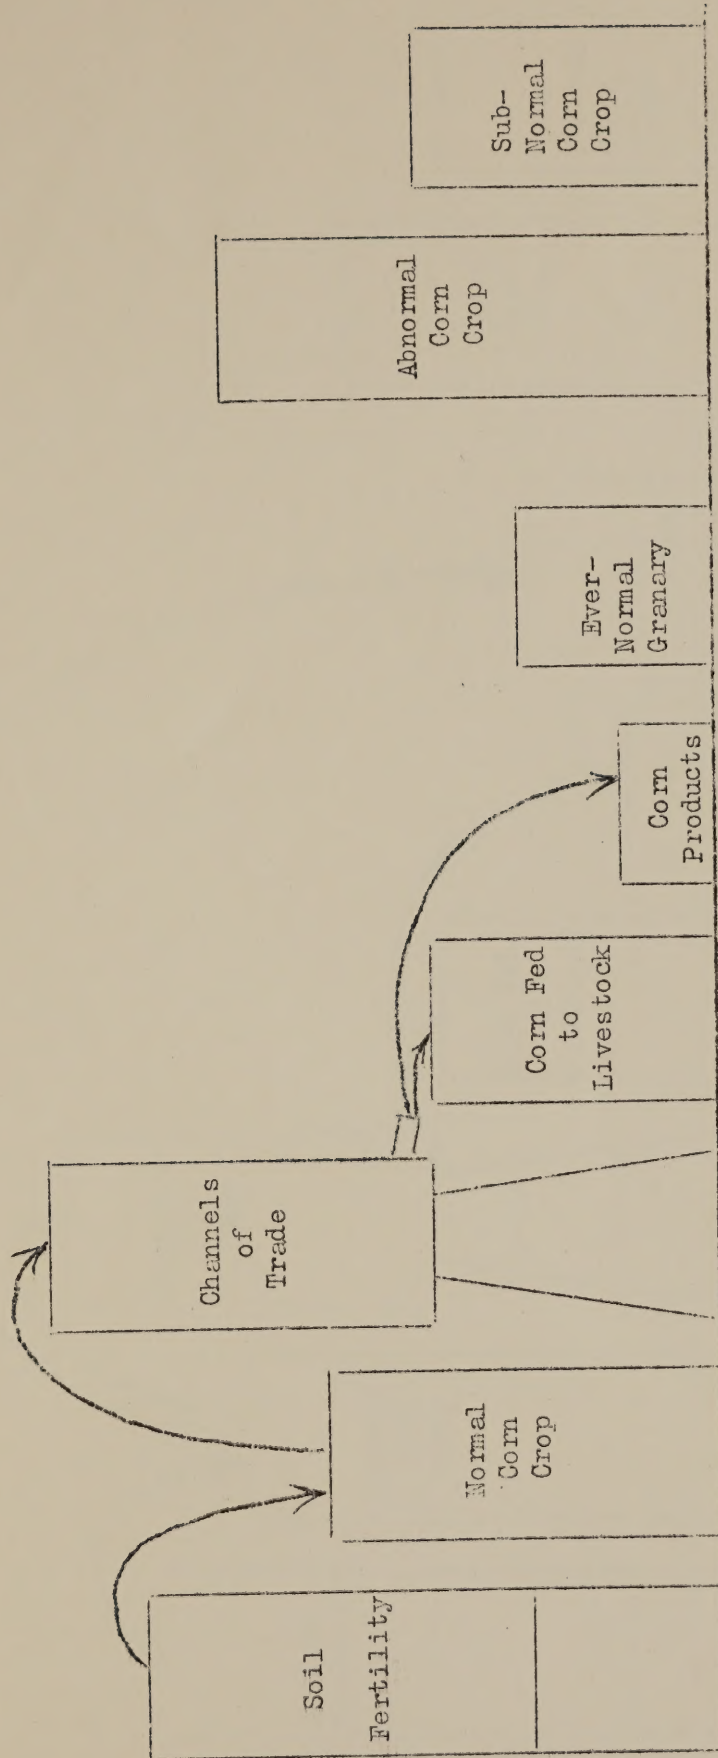 Soil
Fertility
Normal
Corn
Crop
Channels
of
Trade
Corn Fed
to
Livestock
Corn
Products
Ever-
Normal
Granary
Abnormal
Corn
Crop
Sub-
Normal
Corn
Crop